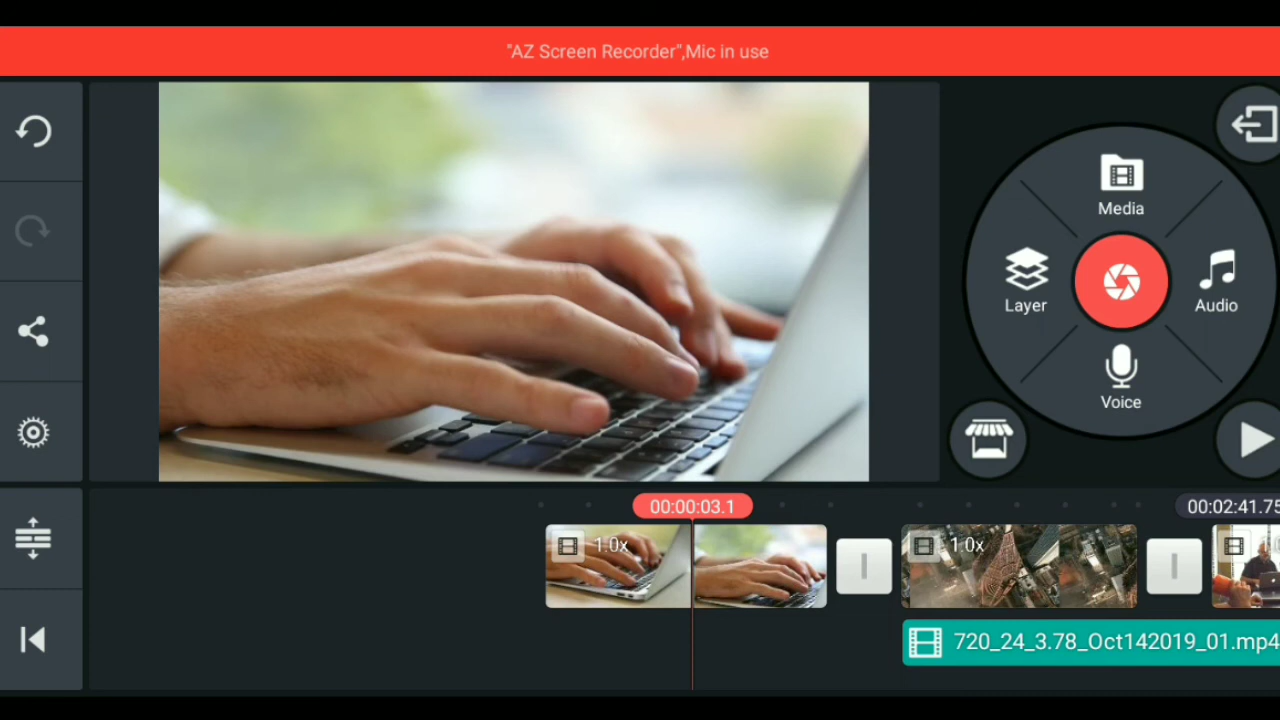 "AZ Screen Recorder",Mic in use
Media
Layer
Audio
Voice
00:00:03.1
00:02:41.75
1.0x
1.0x
720_24_3.78_Oct142019_01.mp4